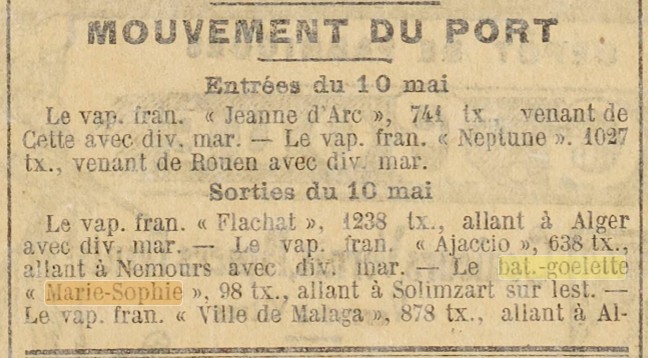 MOUVEMENT DU PORT
Entrées du 10 mai
Le vap. fran. « Jeanne d'Arc », 741 tx., venant de
Cette avec div. mar. — Le vap. fran. « Neptune ». 1027
tx., venant de Rouen avec div. mar.
Sorties du 10 mai
Le vap. fran. « Flachat », 1238 tx., allant à Alger
avec div. mar. — Le vap. fran. « Ajaccio », 638 tx.,
allant à Nemours avec div. mar. — Le bat.-goelette
« Marie-Sophie », 98 tx., allant à Solimzart sur lest. —
Le vap. fran. « Ville de Malaga », 878 tx., allant à Al-